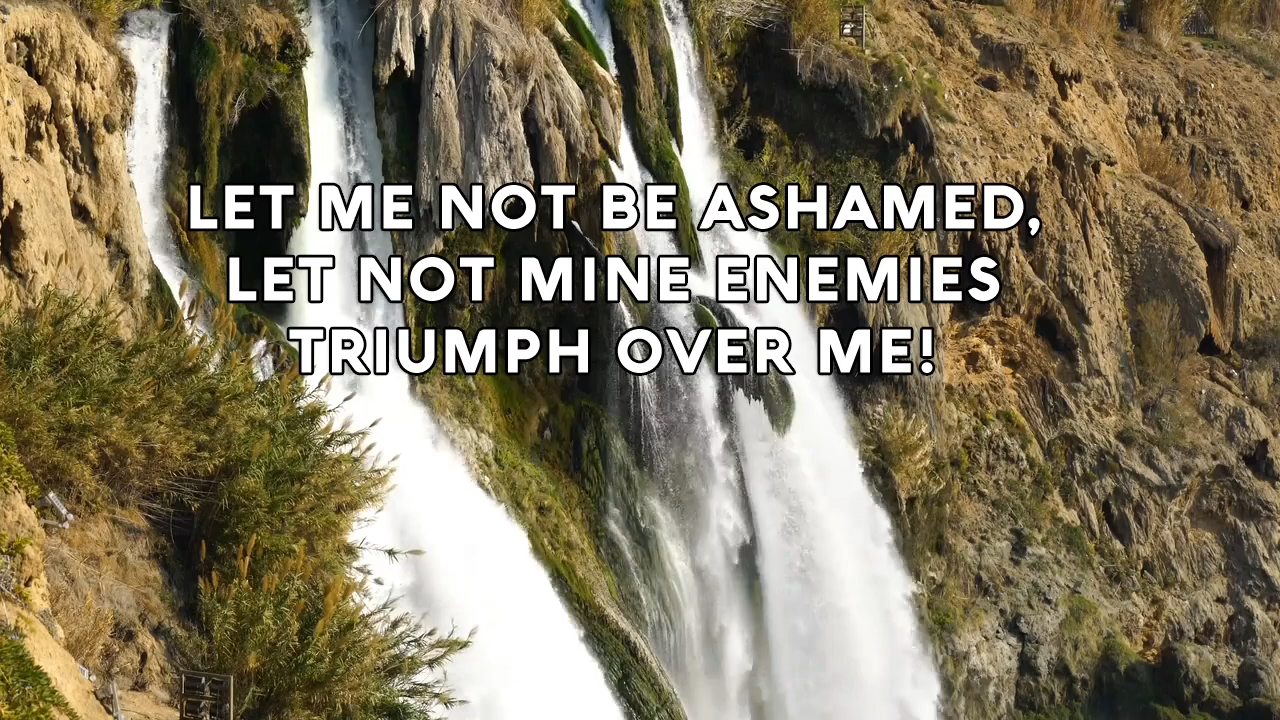 LET ME NOT BE ASHAMED,
LET NOT MINE ENEMIES
TRIUMPH OVER ME!